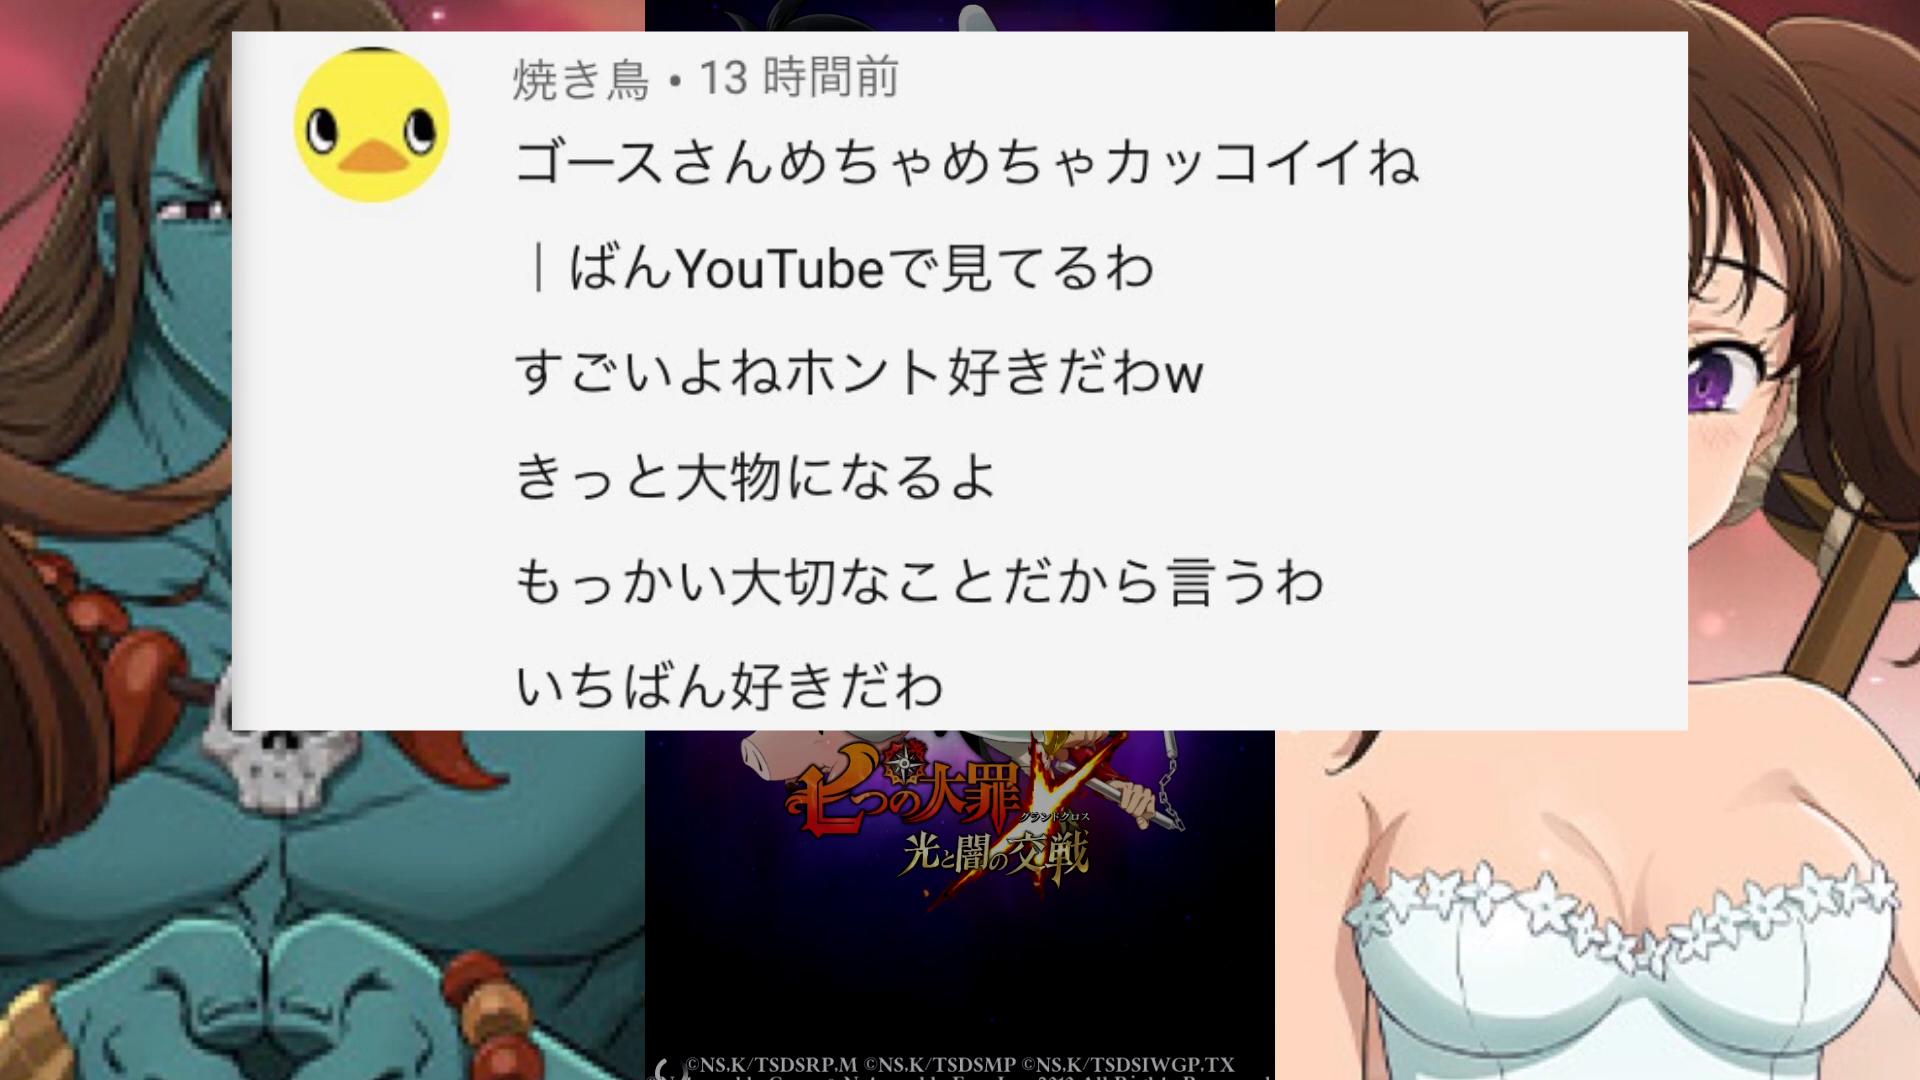 焼き鳥 • 13 時間前
ゴースさんめちゃめちゃカッコイイね
｜ばんYouTubeで見てるわ
すごいよねホント好きだわw
きっと大物になるよ
もっかい大切なことだから言うわ
いちばん好きだわ
七つの大罪
グランドクロス
光と闇の交戦
©NS.K/TSDSRP.M ©NS.K/TSDSMP ©NS.K/TSDSIWGP.TX